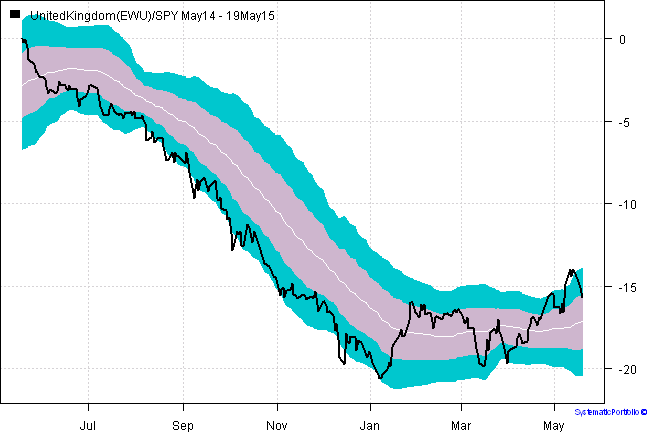 UnitedKingdom(EWU)/SPY May14 - 19May15
0
-5
-10
-15
-20
Jul Sep Nov Jan Mar May
SystematicPortfolio ©